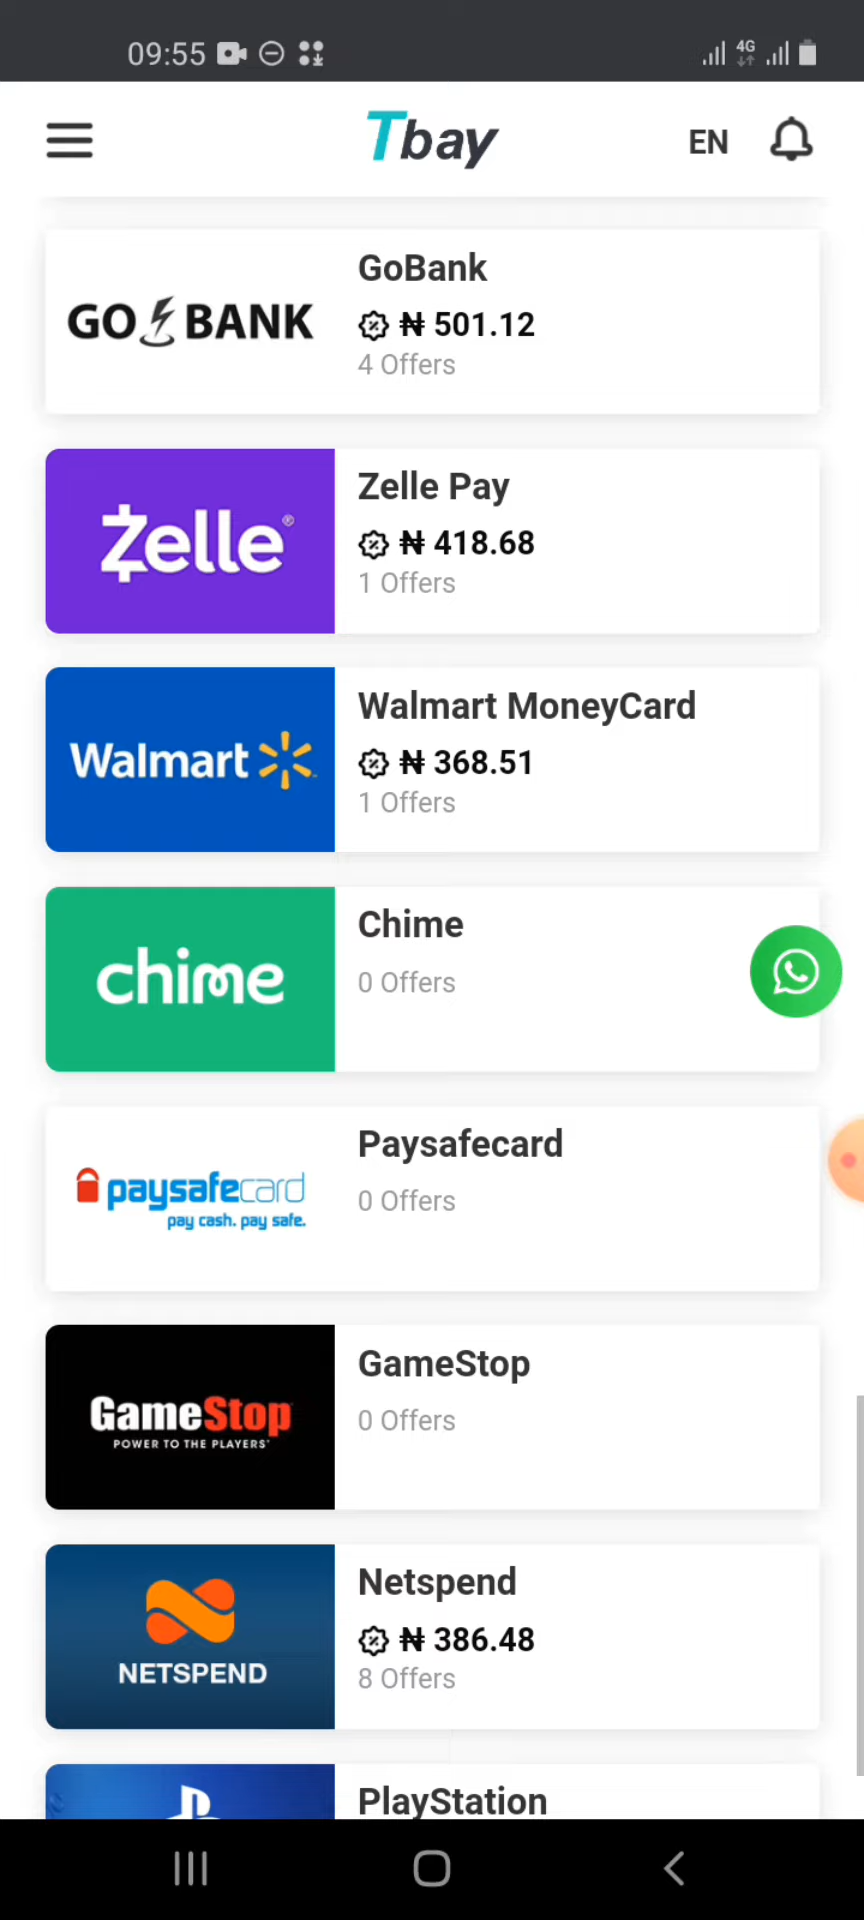 09:55
4G
Tbay
EN
GO BANK
GoBank
₦ 501.12
4 Offers
Zelle®
Zelle Pay
₦ 418.68
1 Offers
Walmart
Walmart MoneyCard
₦ 368.51
1 Offers
chime
Chime
0 Offers
paysafecard
pay cash. pay safe.
Paysafecard
0 Offers
GameStop
POWER TO THE PLAYERS
GameStop
0 Offers
NETSPEND
Netspend
₦ 386.48
8 Offers
PlayStation